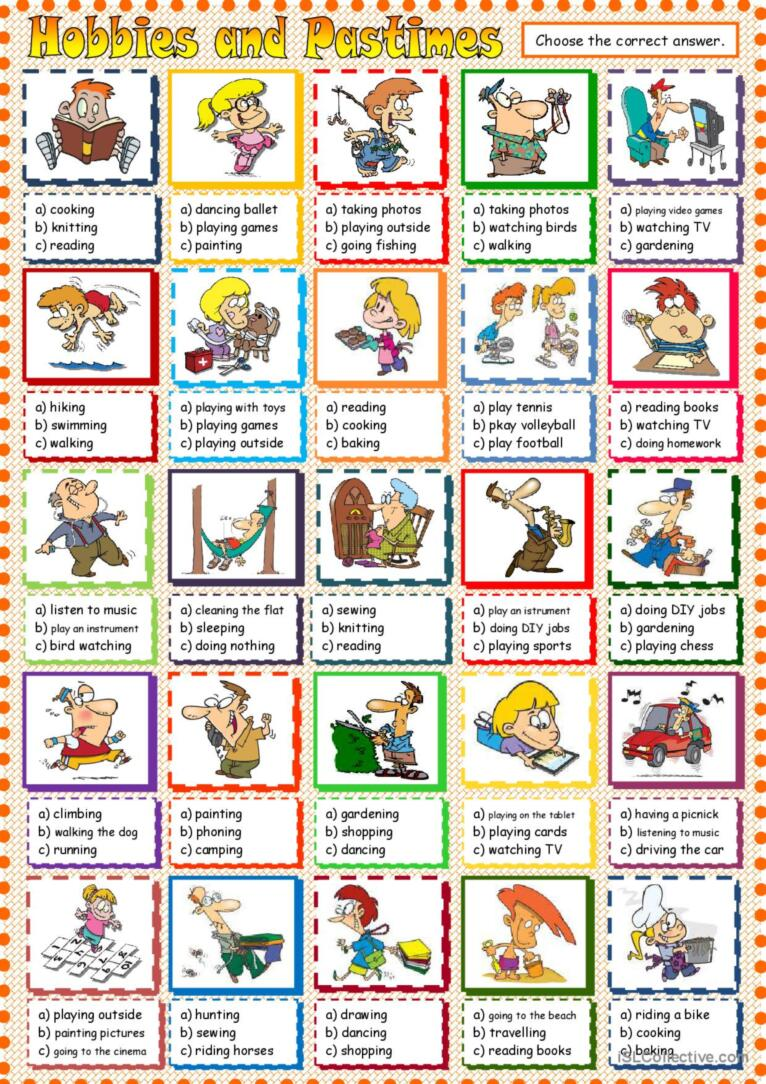 Hobbies and Pastimes
Choose the correct answer.
a) cooking
b) knitting
c) reading
a) dancing ballet
b) playing games
c) painting
a) taking photos
b) playing outside
c) going fishing
a) taking photos
b) watching birds
c) walking
a) playing video games
b) watching TV
c) gardening
a) hiking
b) swimming
c) walking
a) playing with toys
b) playing games
c) playing outside
a) reading
b) cooking
c) baking
a) play tennis
b) pkay volleyball
c) play football
a) reading books
b) watching TV
c) doing homework
a) listen to music
b) play an instrument
c) bird watching
a) cleaning the flat
b) sleeping
c) doing nothing
a) sewing
b) knitting
c) reading
a) play an istrument
b) doing DIY jobs
c) playing sports
a) doing DIY jobs
b) gardening
c) playing chess
a) climbing
b) walking the dog
c) running
a) painting
b) phoning
c) camping
a) gardening
b) shopping
c) dancing
a) playing on the tablet
b) playing cards
c) watching TV
a) having a picnick
b) listening to music
c) driving the car
a) playing outside
b) painting pictures
c) going to the cinema
a) hunting
b) sewing
c) riding horses
a) drawing
b) dancing
c) shopping
a) going to the beach
b) travelling
c) reading books
a) riding a bike
b) cooking
c) baking
iSLCollective.com